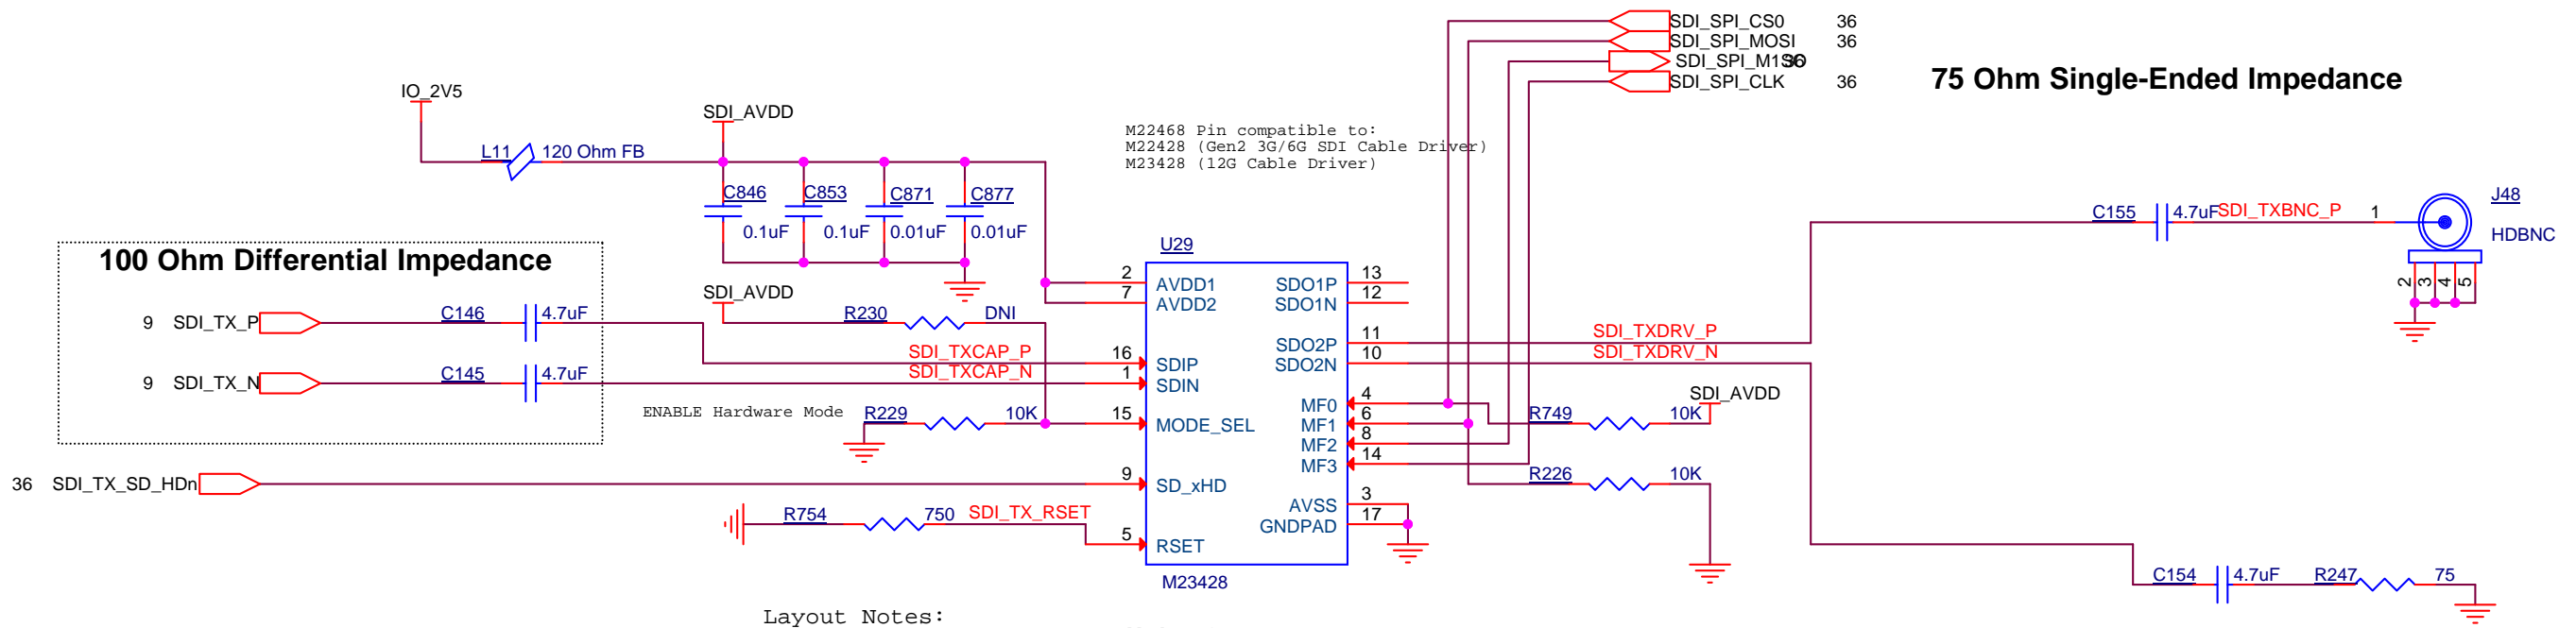 SDI_SPI_CS0 36
SDI_SPI_MOSI 36
SDI_SPI_M1SO 36
SDI_SPI_CLK 36
75 Ohm Single-Ended Impedance
IO_2V5
SDI_AVDD
L11 120 Ohm FB
M22468 Pin compatible to:
M22428 (Gen2 3G/6G SDI Cable Driver)
M23428 (12G Cable Driver)
C846 C853 C871 C877
0.1uF 0.1uF 0.01uF 0.01uF
C155 4.7uF SDI_TXBNC_P 1
J48
HDBNC
2 3 4 5
100 Ohm Differential Impedance
9 SDI_TX_P C146 4.7uF
9 SDI_TX_N C145 4.7uF
SDI_AVDD
R230 DNI
SDI_TXCAP_P
SDI_TXCAP_N
ENABLE Hardware Mode R229 10K
36 SDI_TX_SD_HDn
R754 750 SDI_TX_RSET
U29
2 AVDD1
7 AVDD2
16 SDIP
1 SDIN
15 MODE_SEL
9 SD_xHD
5 RSET
SDO1P 13
SDO1N 12
SDO2P 11
SDO2N 10
MF0 4
MF1 6
MF2 8
MF3 14
AVSS 3
GNDPAD 17
M23428
SDI_TXDRV_P
SDI_TXDRV_N
SDI_AVDD
R749 10K
R226 10K
C154 4.7uF R247 75
Layout Notes: